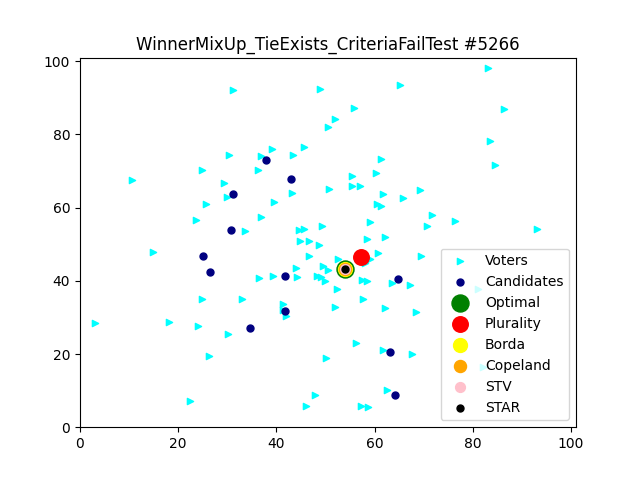 WinnerMixUp_TieExists_CriteriaFailTest #5266
100
80
60
40
20
0
0
20
40
60
80
100
Voters
Candidates
Optimal
Plurality
Borda
Copeland
STV
STAR